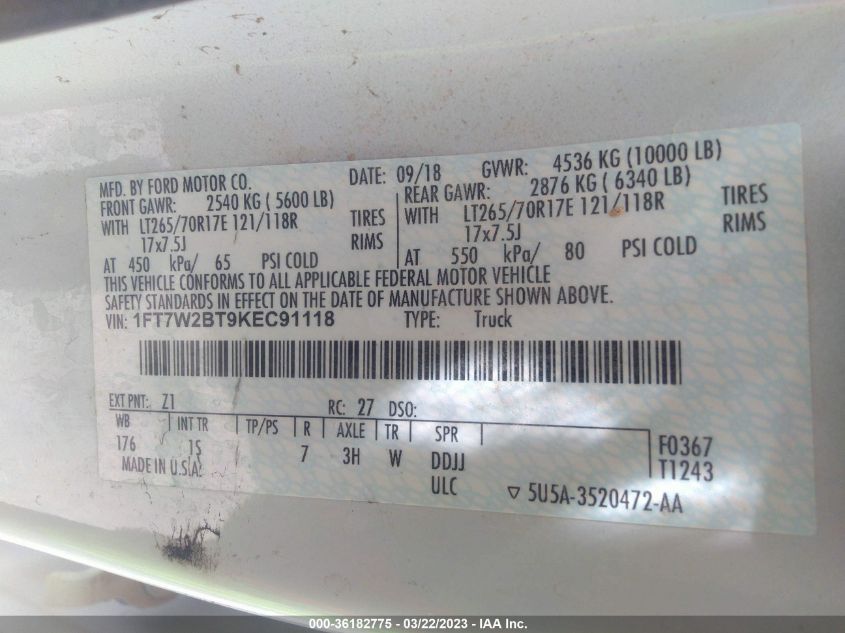 MFD. BY FORD MOTOR CO. DATE: 09/18 GVWR: 4536 KG (10000 LB)
FRONT GAWR: 2540 KG ( 5600 LB) REAR GAWR: 2876 KG ( 6340 LB)
WITH LT265/70R17E 121/118R TIRES WITH LT265/70R17E 121/118R TIRES
17x7.5J RIMS 17x7.5J RIMS
AT 450 kPa/ 65 PSI COLD AT 550 kPa/ 80 PSI COLD
THIS VEHICLE CONFORMS TO ALL APPLICABLE FEDERAL MOTOR VEHICLE
SAFETY STANDARDS IN EFFECT ON THE DATE OF MANUFACTURE SHOWN ABOVE.
VIN: 1FT7W2BT9KEC91118 TYPE: Truck
EXT PNT: Z1 RC: 27 DSO:
WB INT TR TP/PS R AXLE TR SPR F0367
176 1S 7 3H W DDJJ T1243
MADE IN U.S.A. ULC 5U5A-3520472-AA
000-36182775 - 03/22/2023 - IAA Inc.